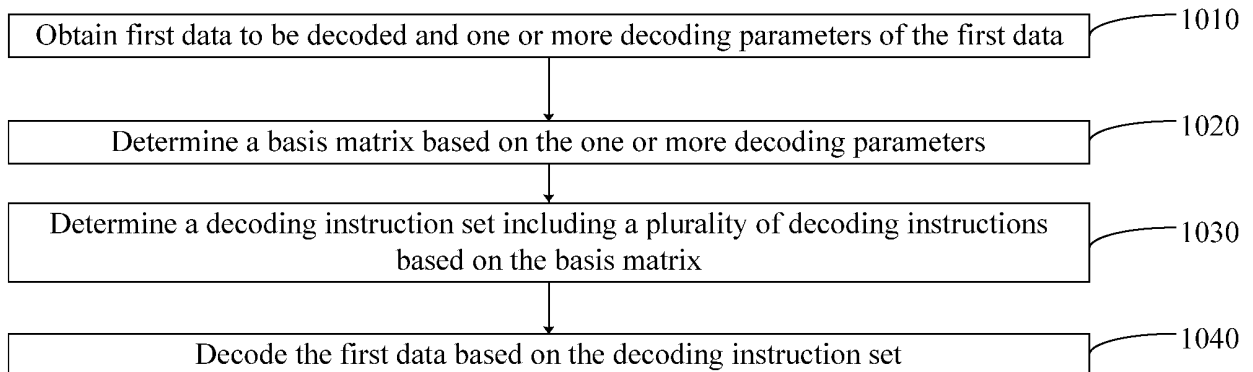 Obtain first data to be decoded and one or more decoding parameters of the first data
1010
Determine a basis matrix based on the one or more decoding parameters
1020
Determine a decoding instruction set including a plurality of decoding instructions
based on the basis matrix
1030
Decode the first data based on the decoding instruction set
1040